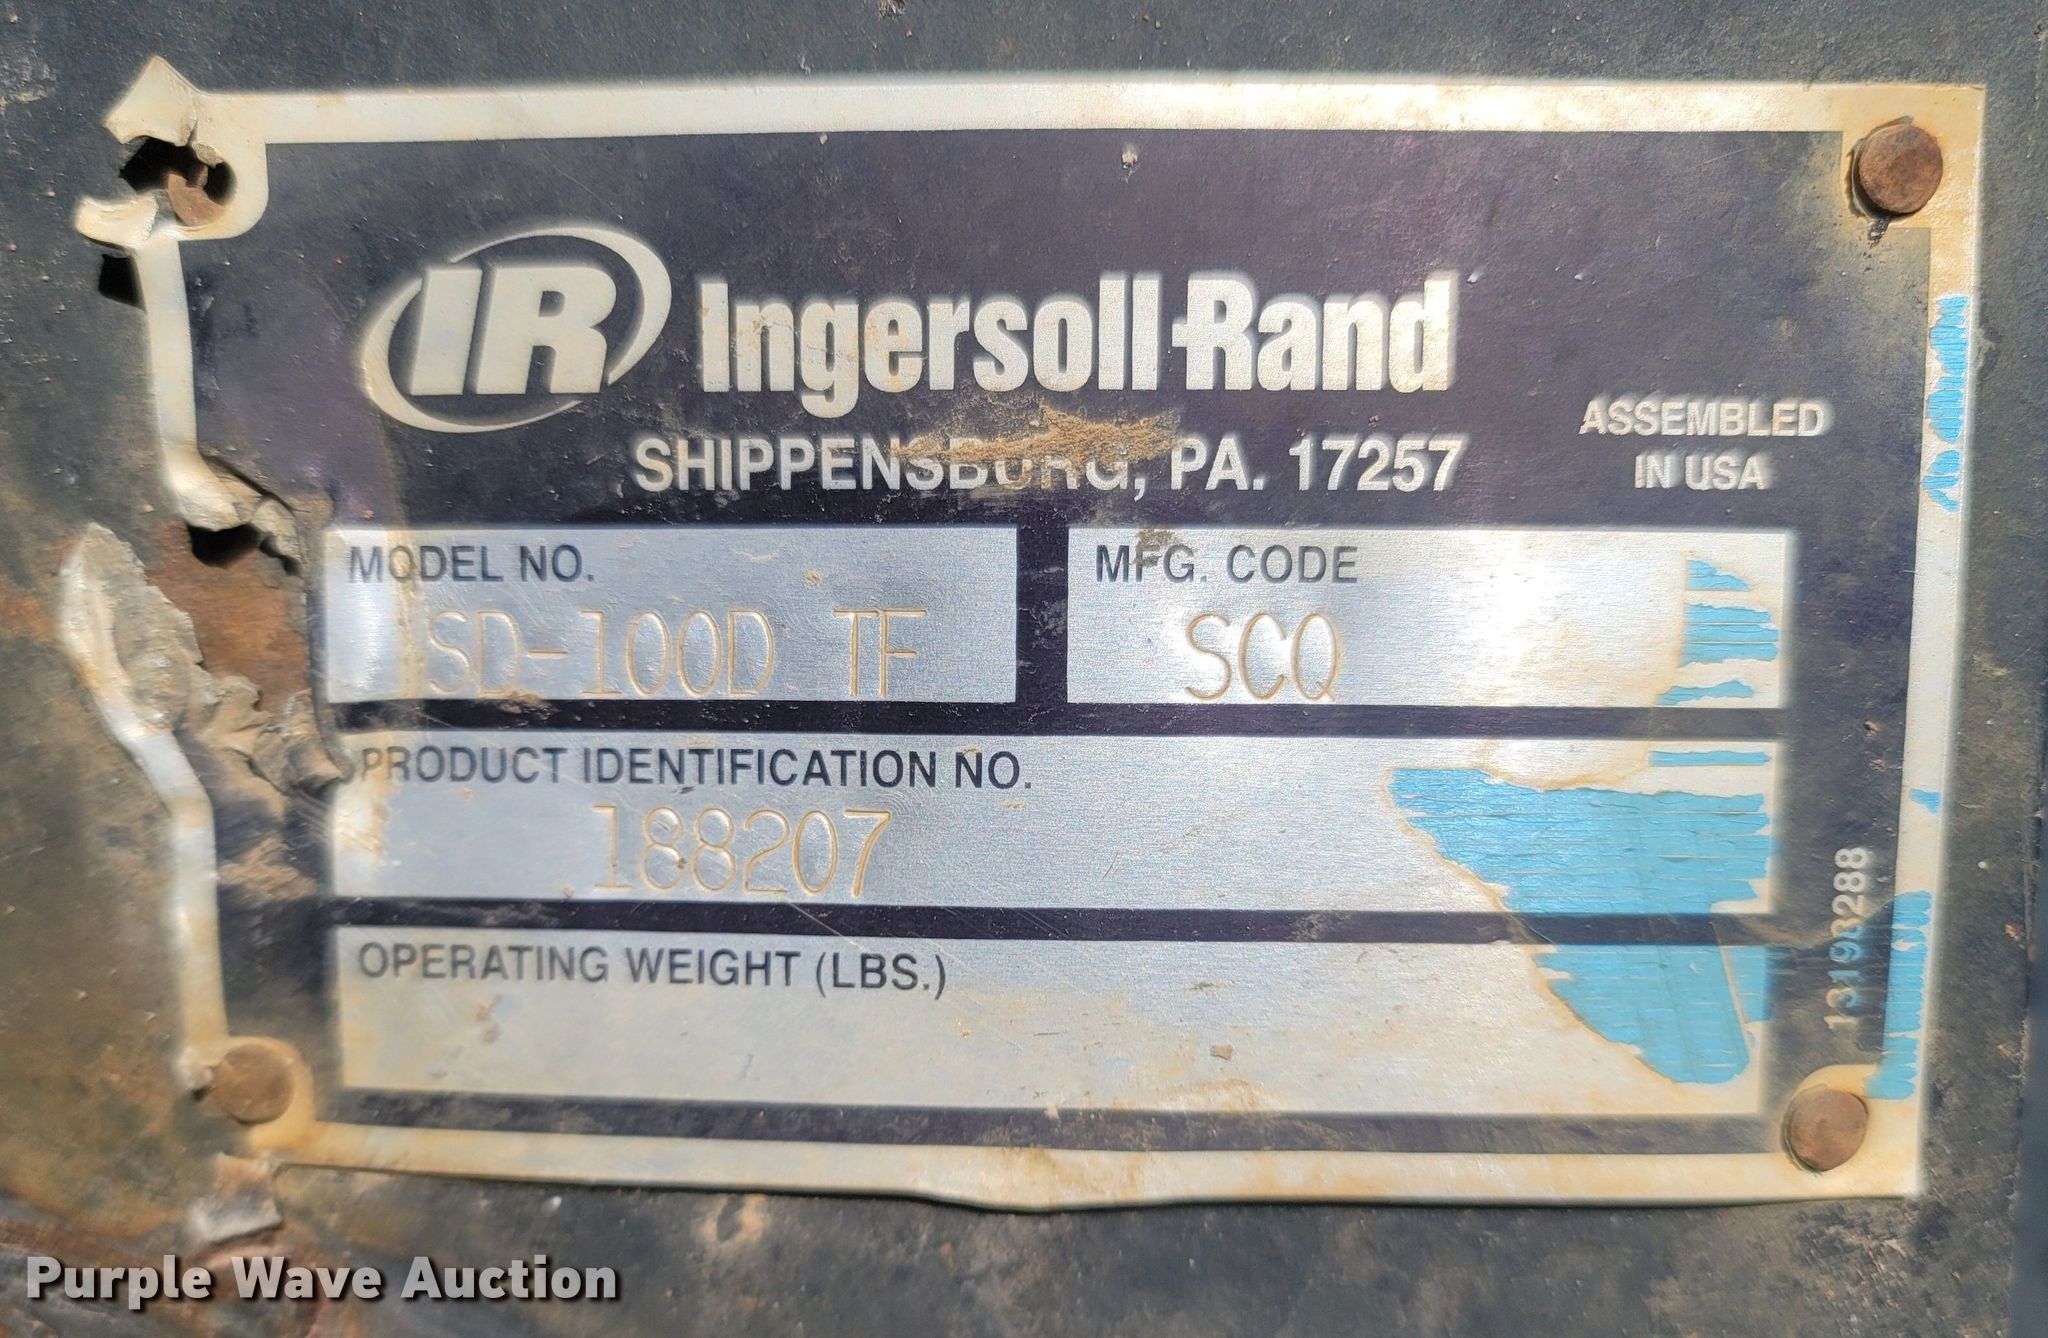 IR Ingersoll-Rand
SHIPPENSBURG, PA. 17257
ASSEMBLED
IN USA
MODEL NO.
SD-100D TF
MFG. CODE
SCQ
PRODUCT IDENTIFICATION NO.
188207
OPERATING WEIGHT (LBS.)
13198288
Purple Wave Auction